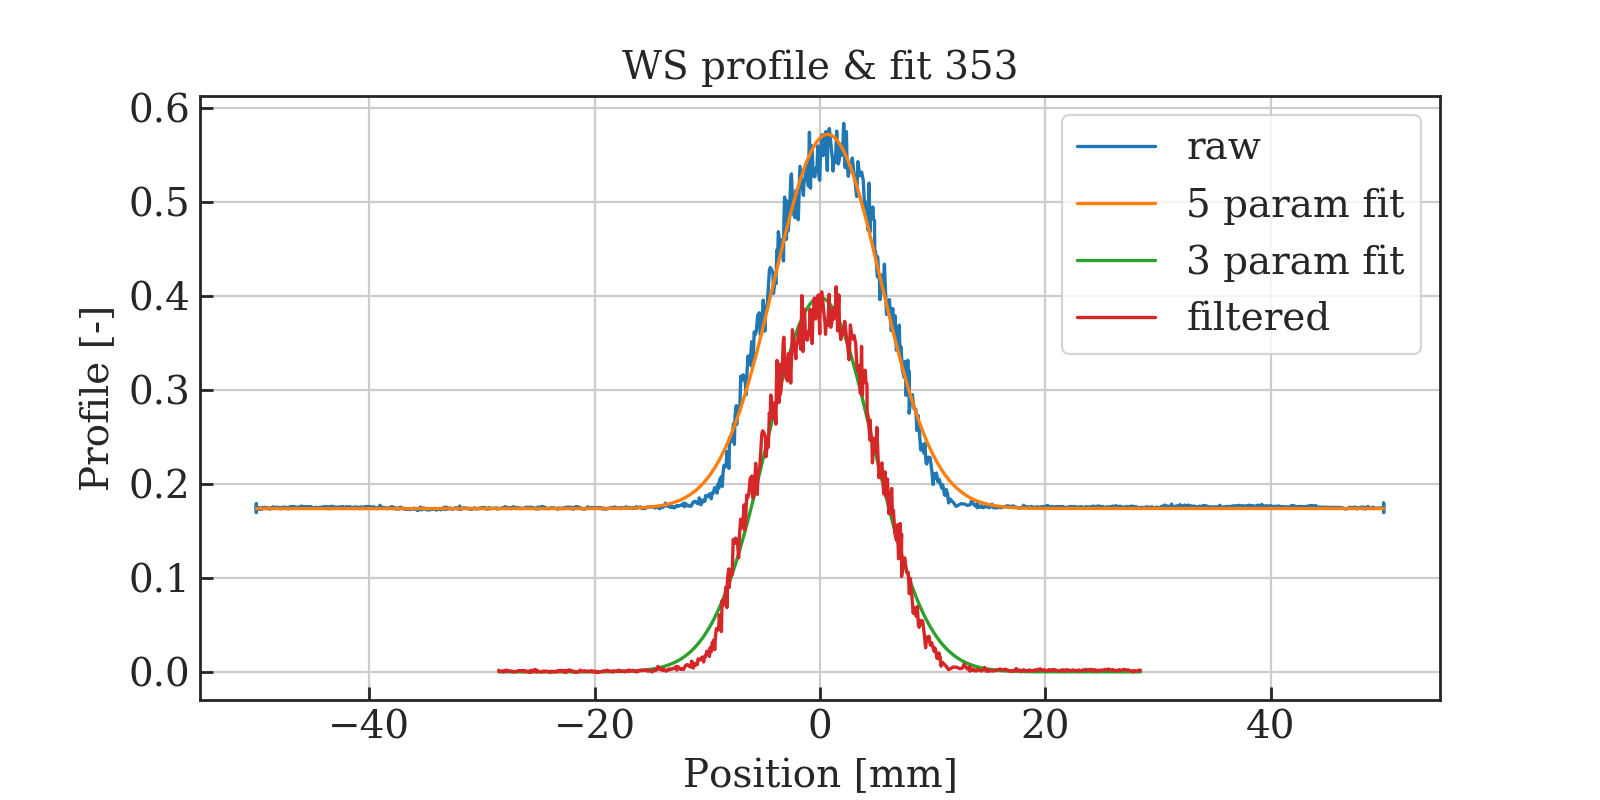 WS profile & fit 353
0.6
0.5
0.4
0.3
0.2
0.1
0.0
Profile [-]
raw
5 param fit
3 param fit
filtered
−40
−20
0
20
40
Position [mm]